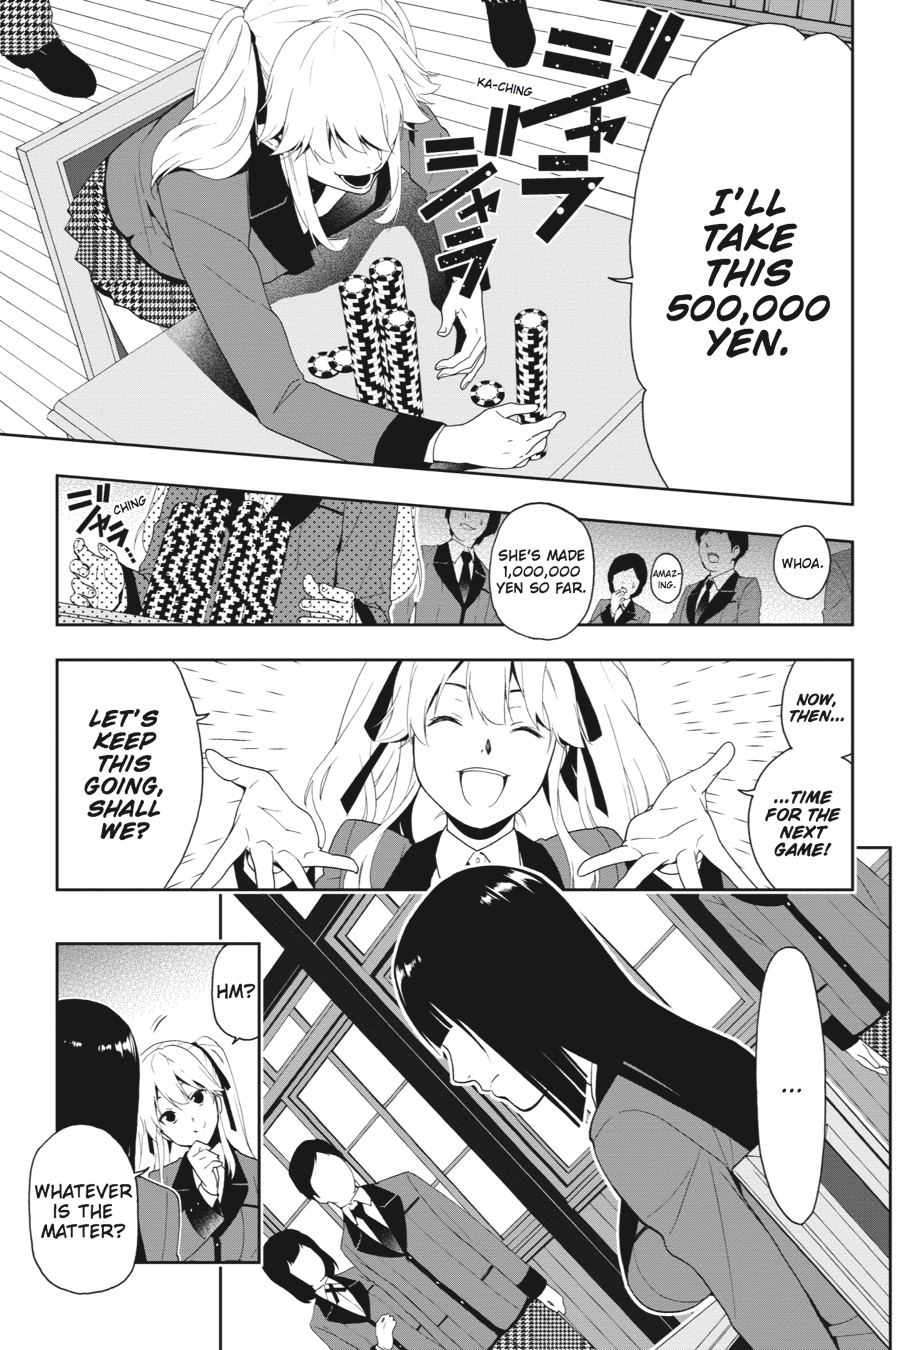 I'LL
TAKE
THIS
500,000
YEN.
KA-CHING
ジャラ
ジャラ
WHOA.
AMAZ-
ING.
SHE'S MADE
1,000,000
YEN SO FAR.
CHING
ジャラ...
NOW,
THEN...
...TIME
FOR THE
NEXT
GAME!
LET'S
KEEP
THIS
GOING,
SHALL
WE?
...
HM?
WHATEVER
IS THE
MATTER?